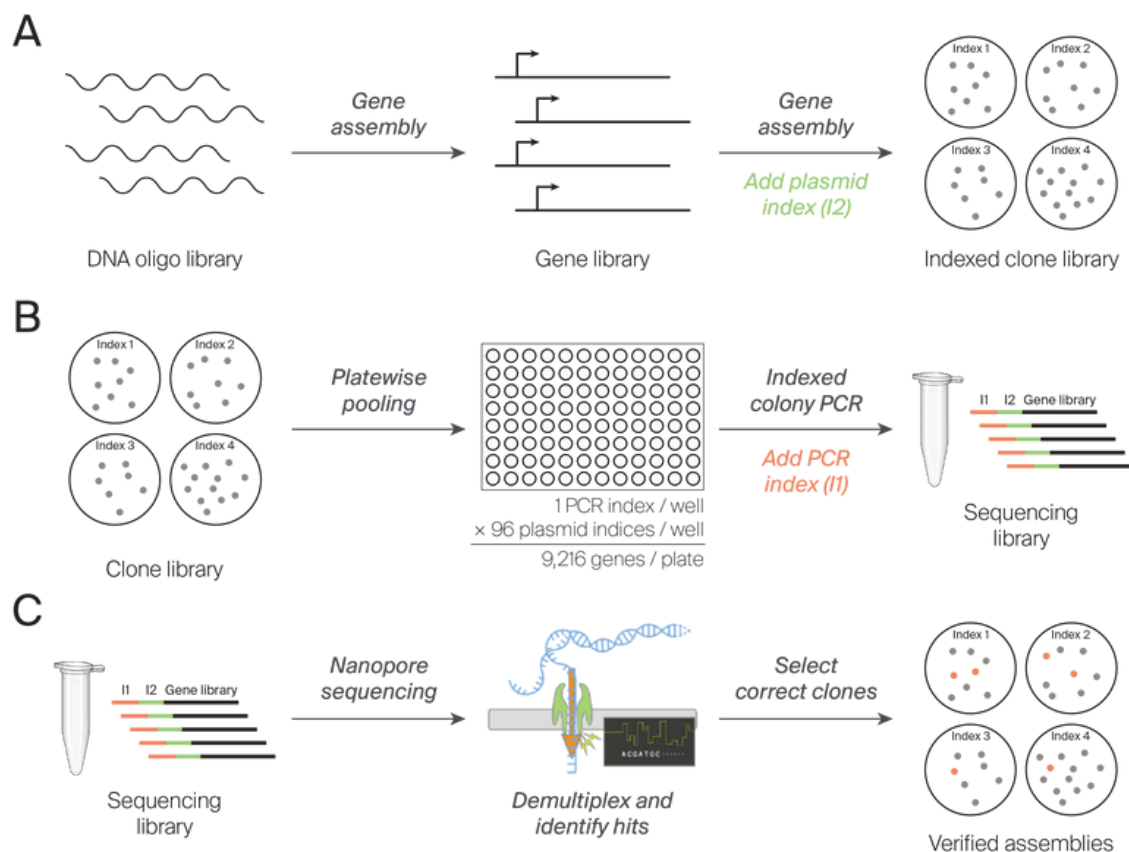 A
Gene
assembly
Gene
assembly
Add plasmid
index (I2)
Index 1
Index 2
Index 3
Index 4
DNA oligo library
Gene library
Indexed clone library
B
Index 1
Index 2
Index 3
Index 4
Clone library
Platewise
pooling
1 PCR index / well
× 96 plasmid indices / well
9,216 genes / plate
Indexed
colony PCR
Add PCR
index (I1)
I1 I2 Gene library
Sequencing
library
C
I1 I2 Gene library
Sequencing
library
Nanopore
sequencing
ACGATGC------
Demultiplex and
identify hits
Select
correct clones
Index 1
Index 2
Index 3
Index 4
Verified assemblies